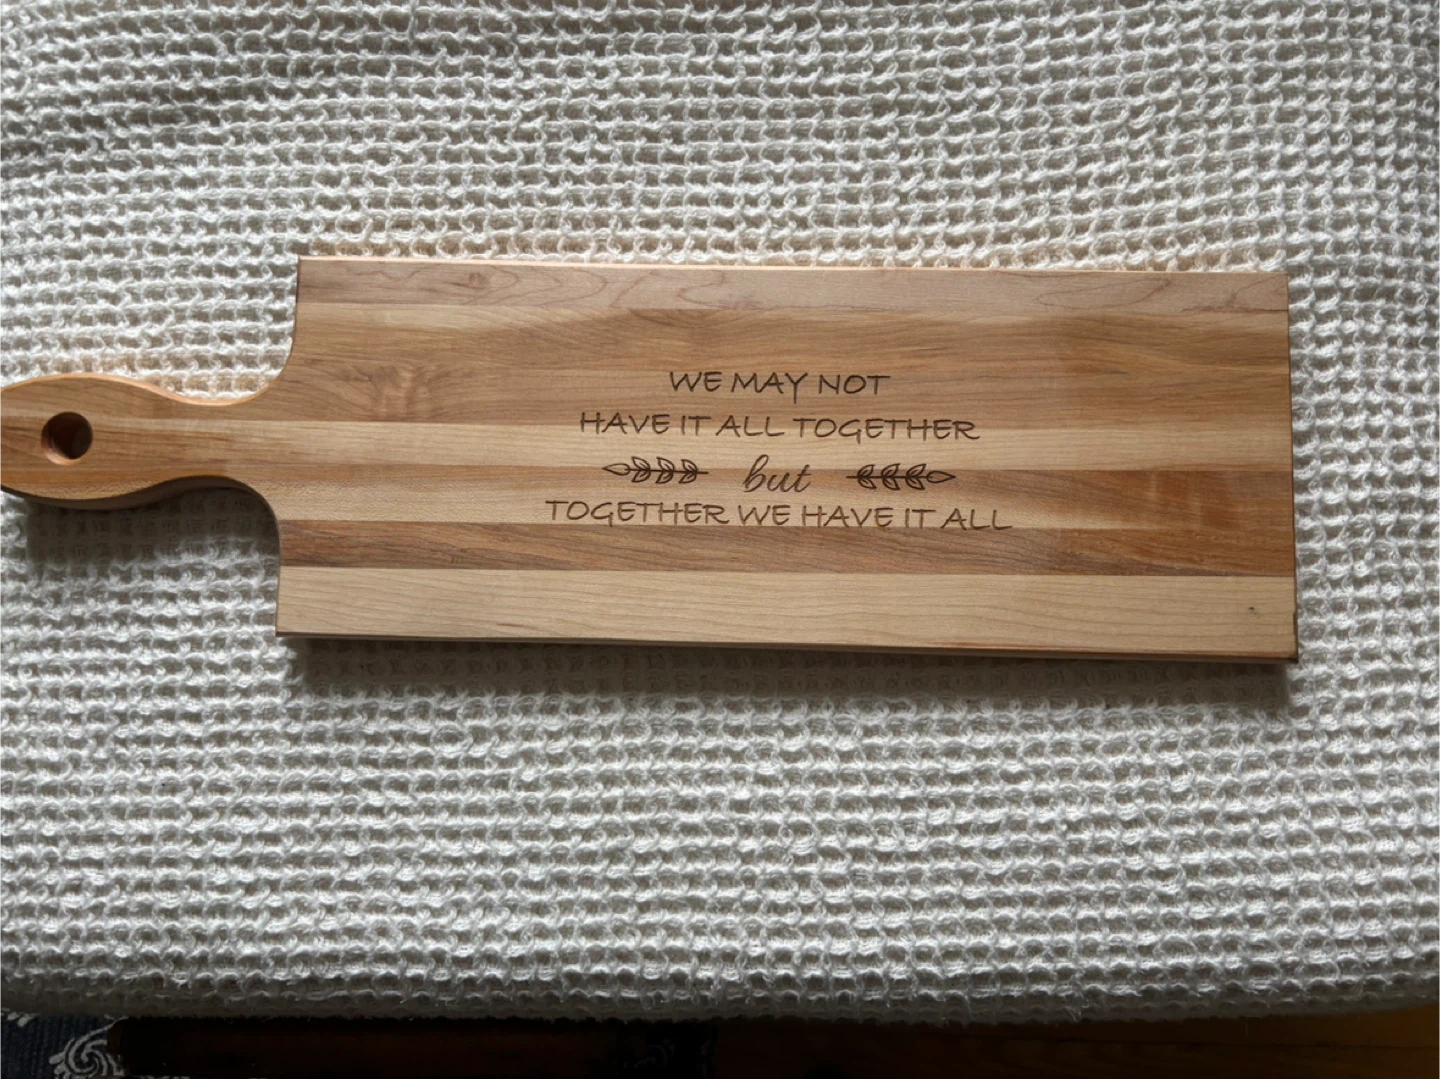 WE MAY NOT
HAVE IT ALL TOGETHER
but
TOGETHER WE HAVE IT ALL